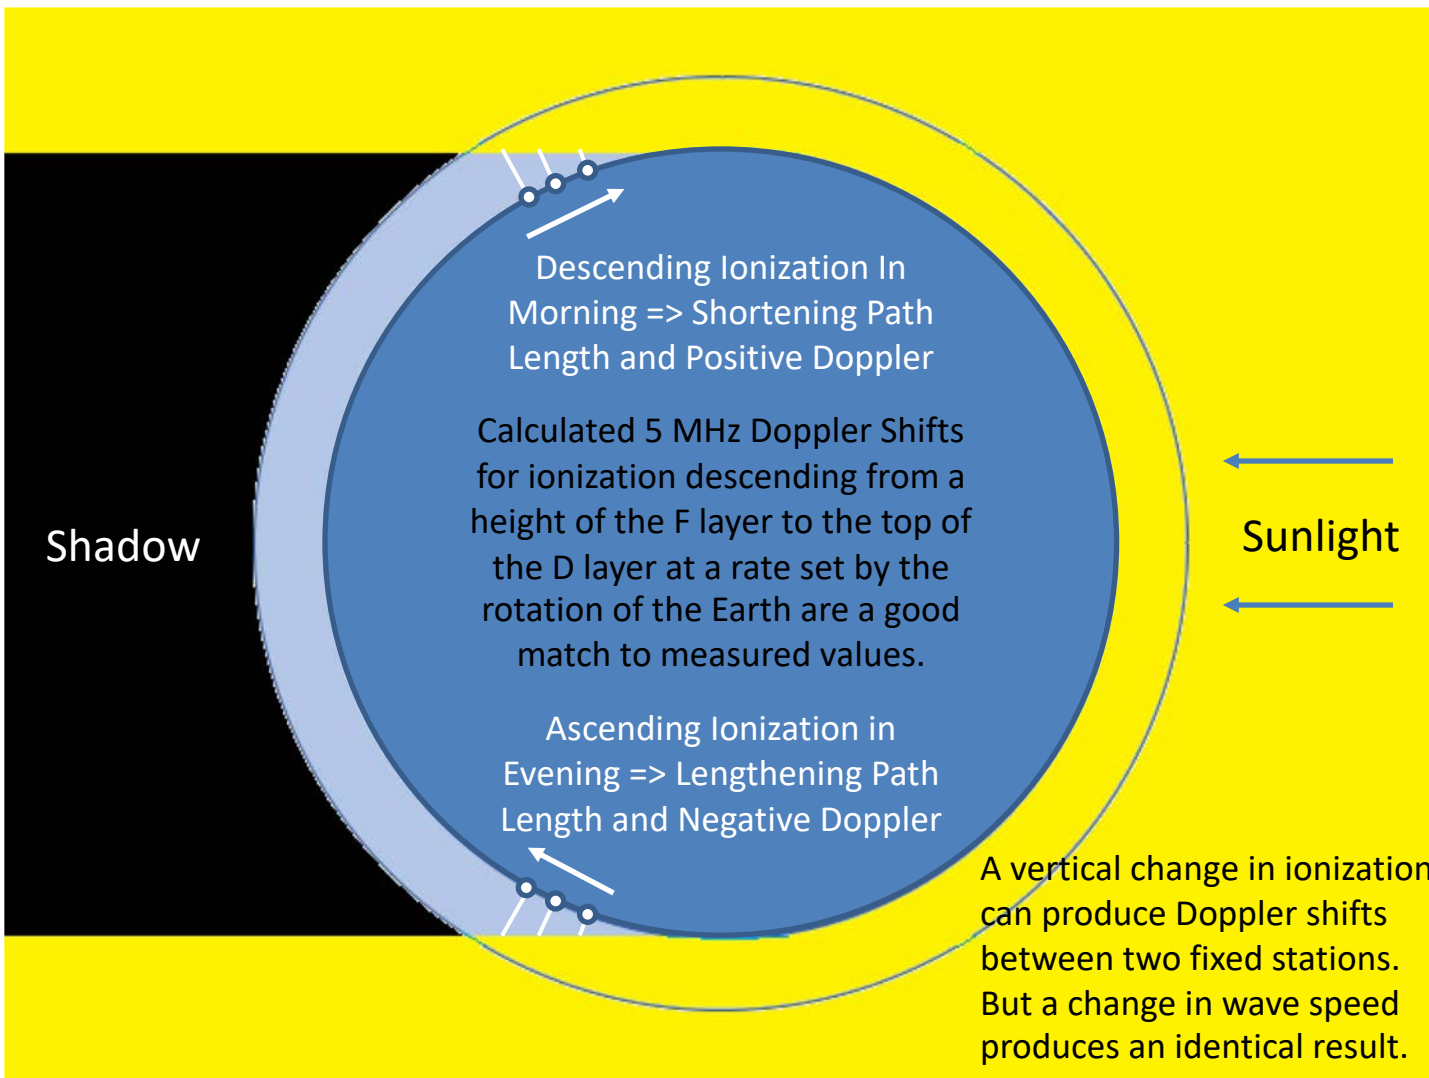 Descending Ionization In
Morning => Shortening Path
Length and Positive Doppler
Calculated 5 MHz Doppler Shifts
for ionization descending from a
height of the F layer to the top of
the D layer at a rate set by the
rotation of the Earth are a good
match to measured values.
Shadow
Sunlight
Ascending Ionization in
Evening => Lengthening Path
Length and Negative Doppler
A vertical change in ionization
can produce Doppler shifts
between two fixed stations.
But a change in wave speed
produces an identical result.